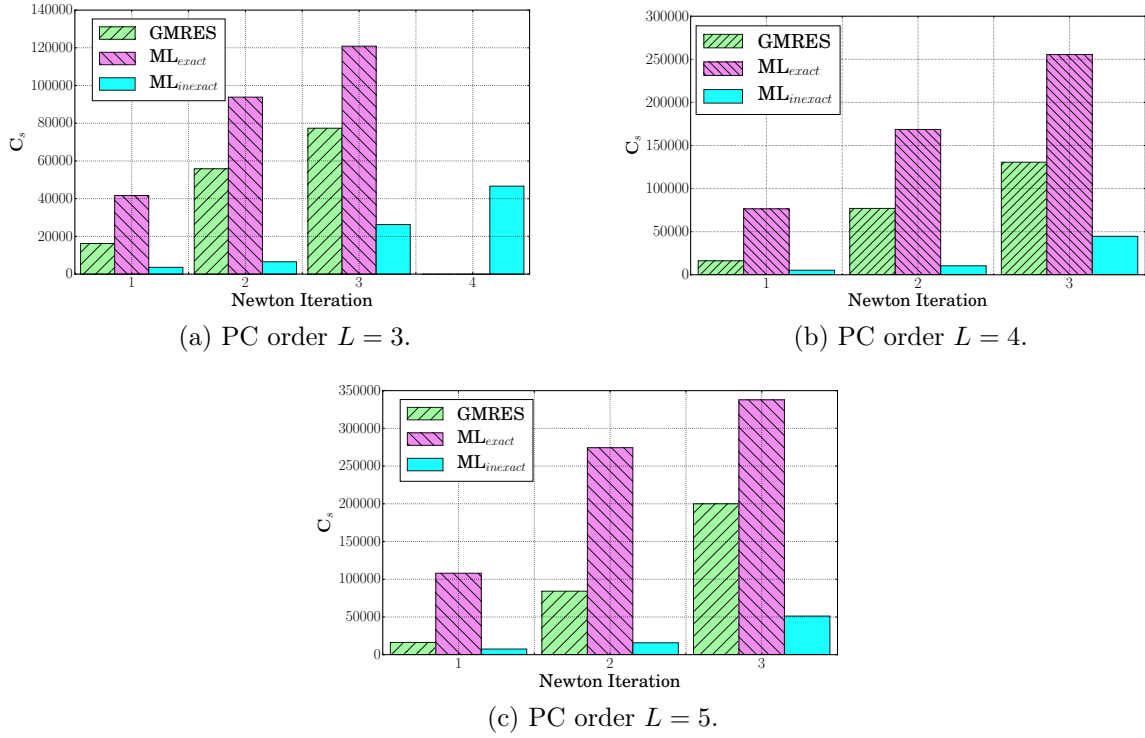 140000
120000
100000
80000
60000
40000
20000
0
C_s
GMRES
ML_exact
ML_inexact
1 2 3 4
Newton Iteration
(a) PC order L = 3.
300000
250000
200000
150000
100000
50000
0
C_s
GMRES
ML_exact
ML_inexact
1 2 3
Newton Iteration
(b) PC order L = 4.
350000
300000
250000
200000
150000
100000
50000
0
C_s
GMRES
ML_exact
ML_inexact
1 2 3
Newton Iteration
(c) PC order L = 5.